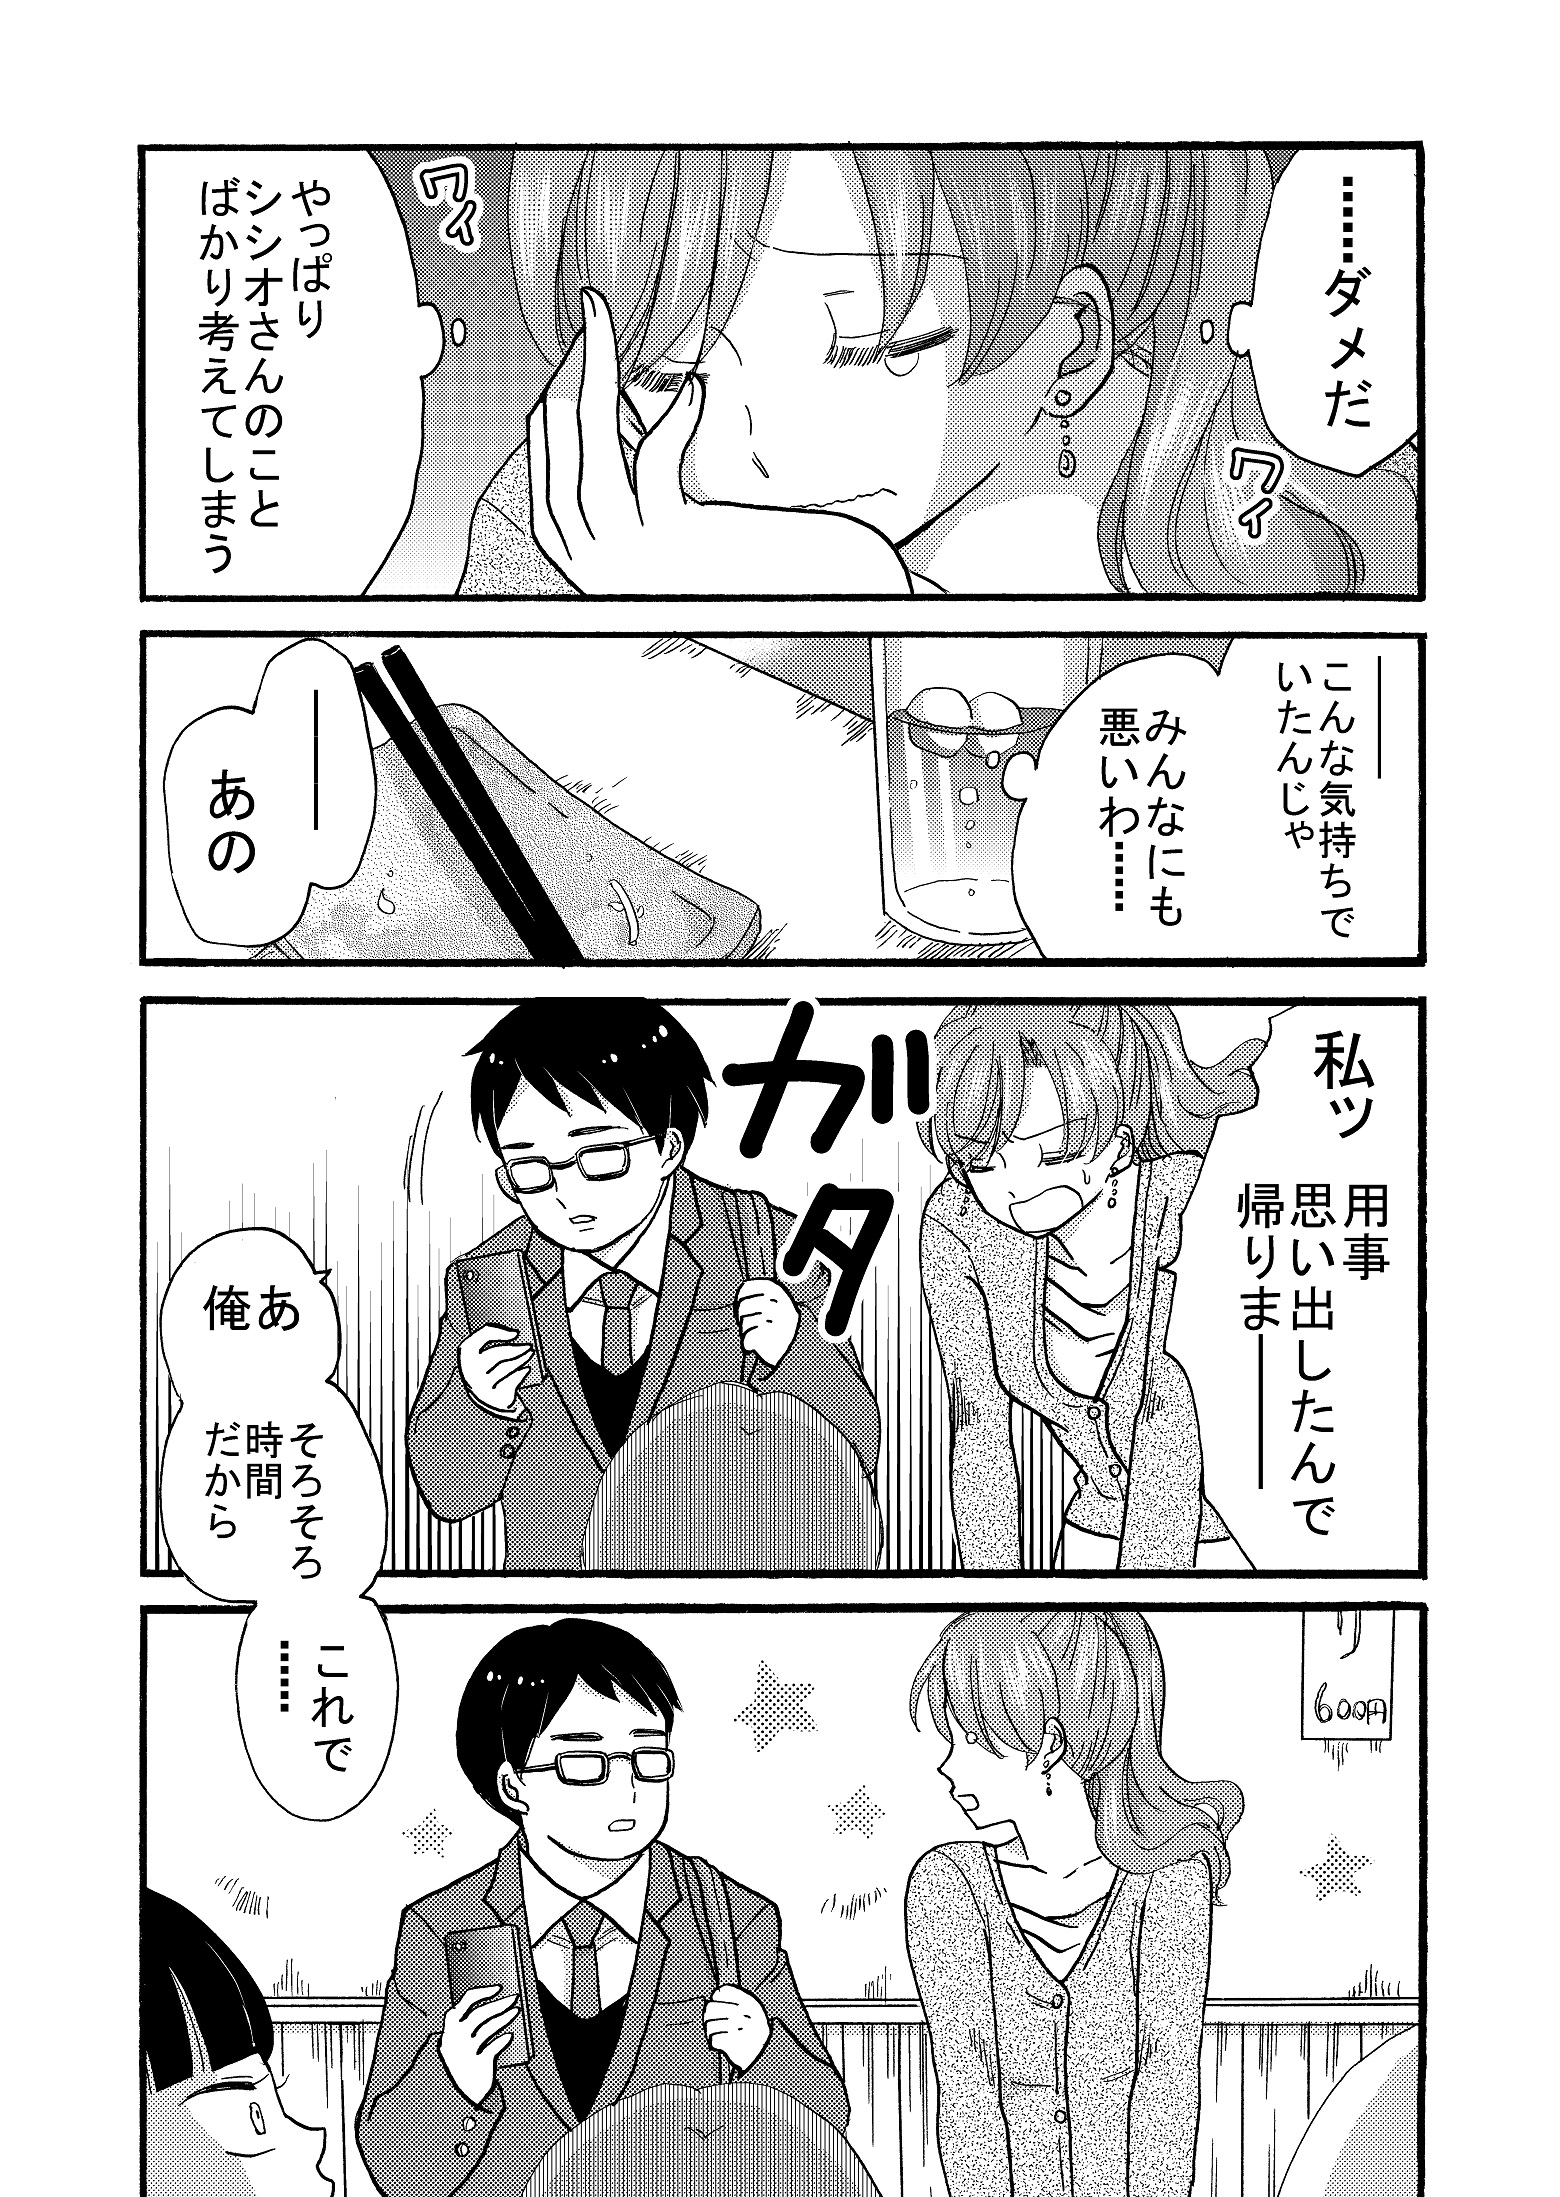 ……ダメだ
ワイ
ワイ
やっぱり
シシオさんのこと
ばかり考えてしまう
――こんな気持ちで
いたんじゃ
みんなにも
悪いわ……
――
あの
私ッ
用事
思い出したんで
帰りま――
ガタ
あ
俺
そろそろ
時間
だから
これで
……
り
600円